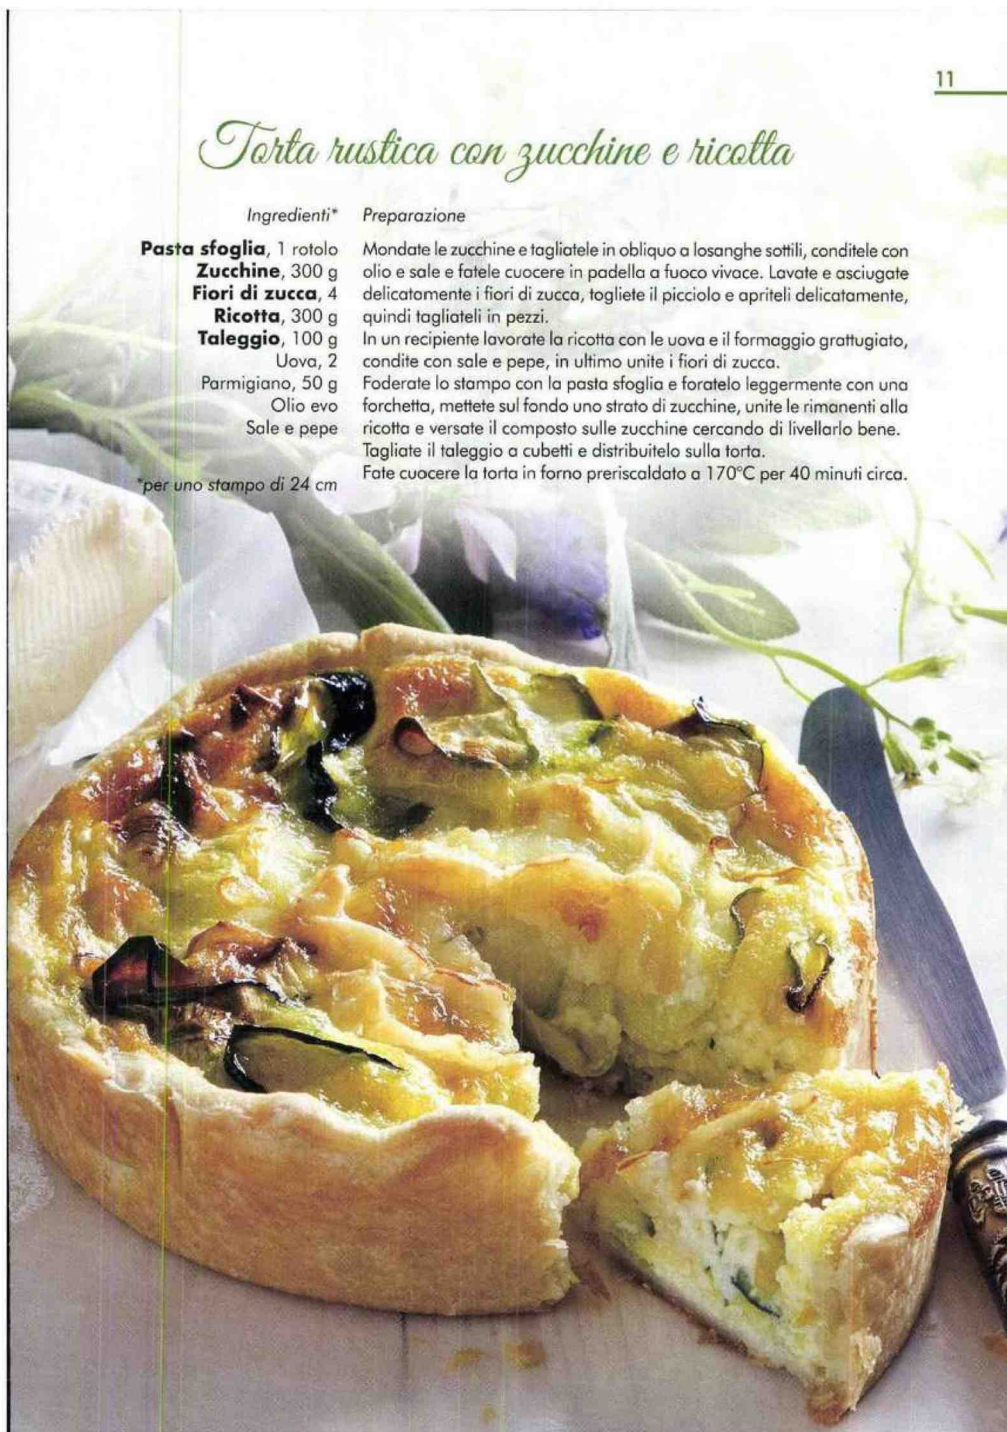 11
Torta rustica con zucchine e ricotta
Ingredienti*
Pasta sfoglia, 1 rotolo
Zucchine, 300 g
Fiori di zucca, 4
Ricotta, 300 g
Taleggio, 100 g
Uova, 2
Parmigiano, 50 g
Olio evo
Sale e pepe
*per uno stampo di 24 cm
Preparazione
Mondate le zucchine e tagliatele in obliquo a losanghe sottili, conditele con
olio e sale e fatele cuocere in padella a fuoco vivace. Lavate e asciugate
delicatamente i fiori di zucca, togliete il picciolo e apriteli delicatamente,
quindi tagliateli in pezzi.
In un recipiente lavorate la ricotta con le uova e il formaggio grattugiato,
condite con sale e pepe, in ultimo unite i fiori di zucca.
Foderate lo stampo con la pasta sfoglia e foratelo leggermente con una
forchetta, mettete sul fondo uno strato di zucchine, unite le rimanenti alla
ricotta e versate il composto sulle zucchine cercando di livellarlo bene.
Tagliate il taleggio a cubetti e distribuitelo sulla torta.
Fate cuocere la torta in forno preriscaldato a 170°C per 40 minuti circa.